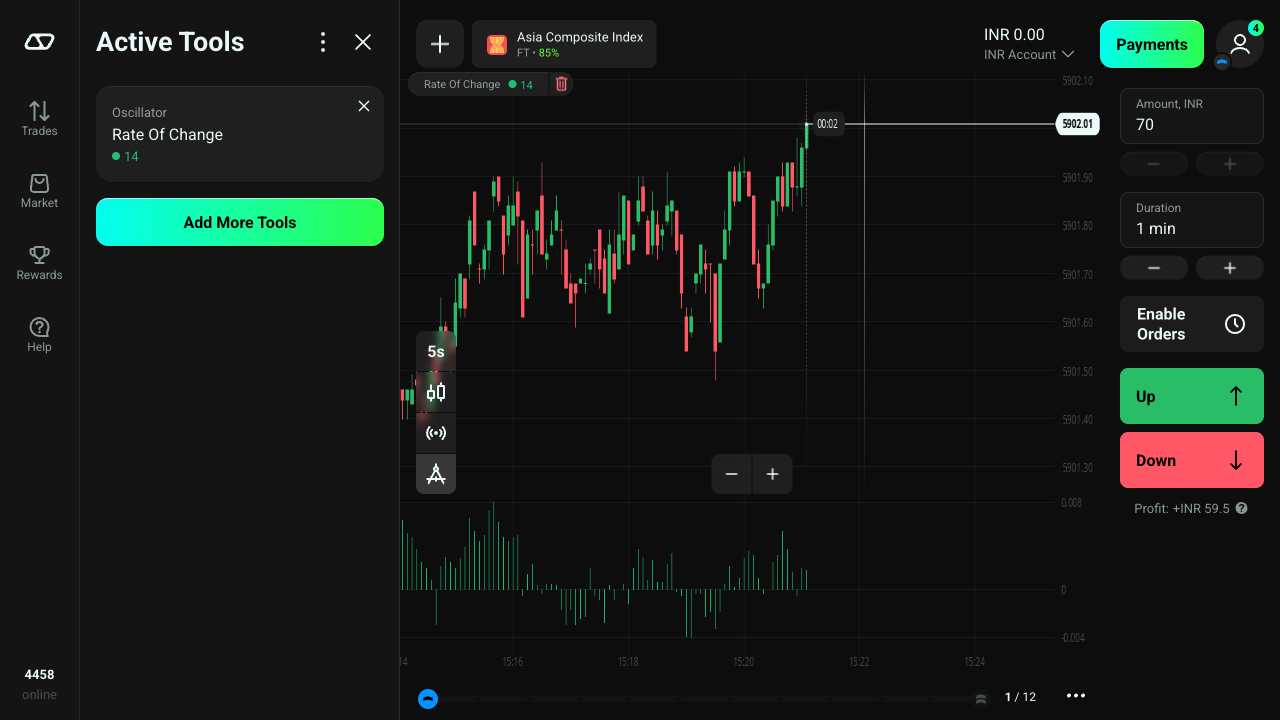 Active Tools
Oscillator
Rate Of Change
14
Add More Tools
Trades
Market
Rewards
Help
4458
online
Asia Composite Index
FT • 85%
INR 0.00
INR Account
Payments
4
Rate Of Change 14
00:02
5902.10
5902.01
5901.90
5901.80
5901.70
5901.60
5901.50
5901.40
5901.30
0.008
0
-0.004
5s
14
15:16
15:18
15:20
15:22
15:24
1 / 12
Amount, INR
70
Duration
1 min
Enable
Orders
Up
Down
Profit: +INR 59.5